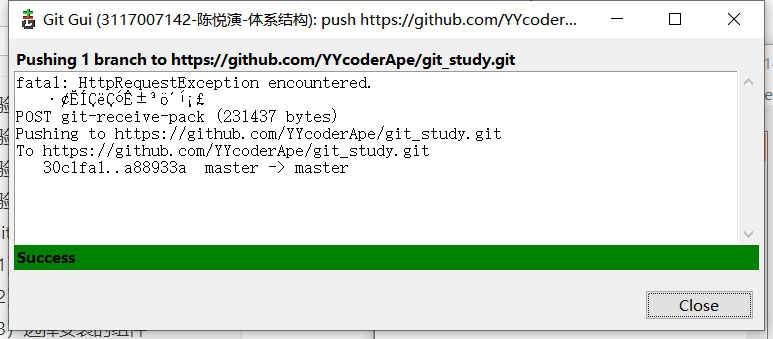 Git Gui (3117007142-陈悦演-体系结构): push https://github.com/YYcoder...
Pushing 1 branch to https://github.com/YYcoderApe/git_study.git
fatal: HttpRequestException encountered.
POST git-receive-pack (231437 bytes)
Pushing to https://github.com/YYcoderApe/git_study.git
To https://github.com/YYcoderApe/git_study.git
30c1fa1..a88933a master -> master
Success
Close